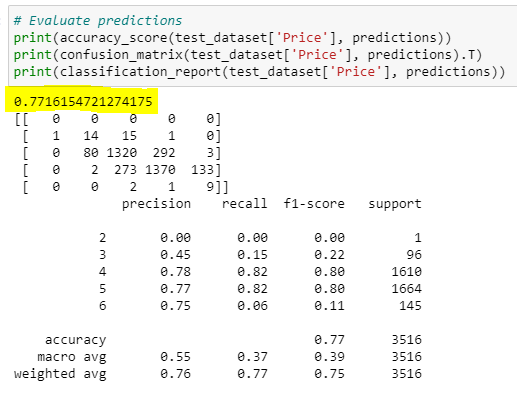 # Evaluate predictions
print(accuracy_score(test_dataset['Price'], predictions))
print(confusion_matrix(test_dataset['Price'], predictions).T)
print(classification_report(test_dataset['Price'], predictions))
0.7716154721274175
[[   0    0    0    0    0]
 [   1   14   15    1    0]
 [   0   80 1320  292    3]
 [   0    2  273 1370  133]
 [   0    0    2    1    9]]
              precision    recall  f1-score   support
           2       0.00      0.00      0.00         1
           3       0.45      0.15      0.22        96
           4       0.78      0.82      0.80      1610
           5       0.77      0.82      0.80      1664
           6       0.75      0.06      0.11       145
    accuracy                           0.77      3516
   macro avg       0.55      0.37      0.39      3516
weighted avg       0.76      0.77      0.75      3516